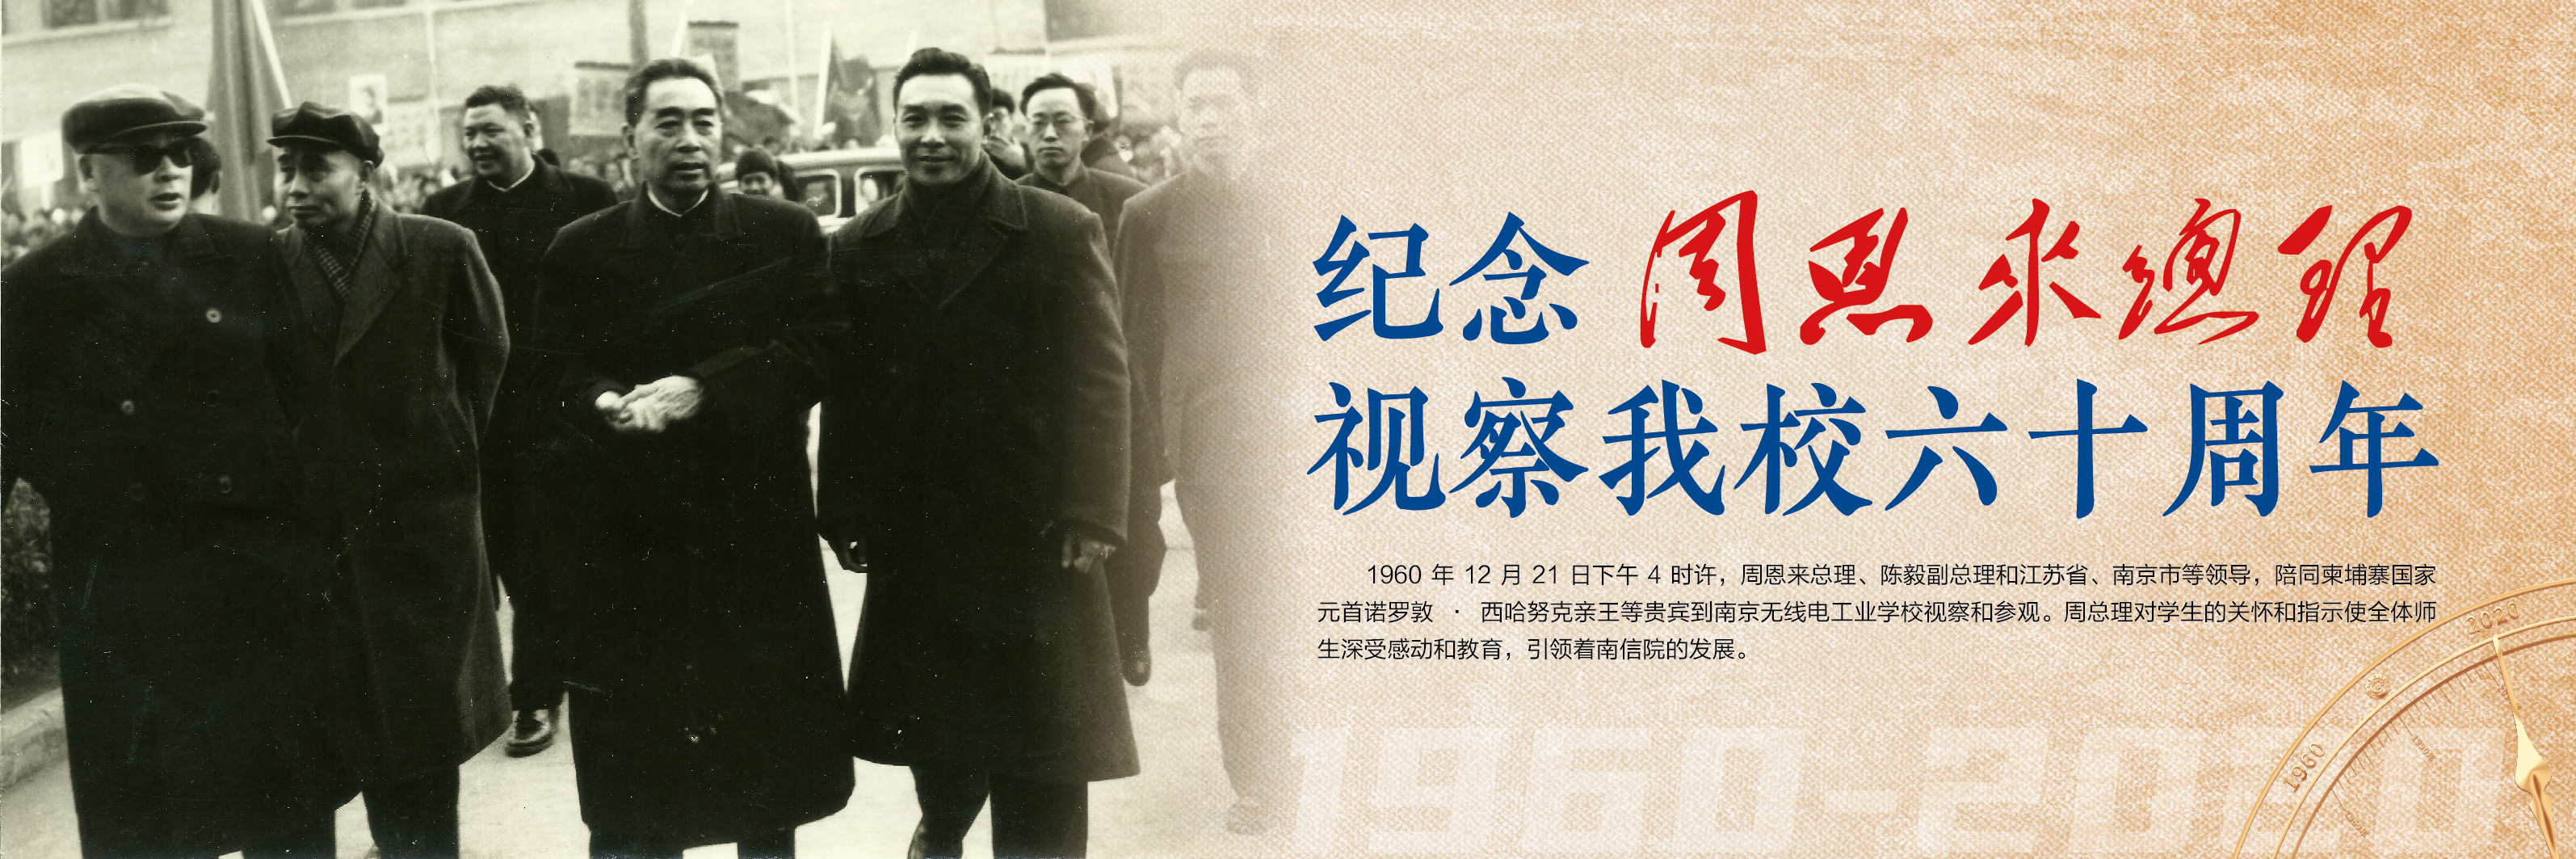 纪念 周恩来總理
视察我校六十周年
1960 年 12 月 21 日下午 4 时许，周恩来总理、陈毅副总理和江苏省、南京市等领导，陪同柬埔寨国家
元首诺罗敦 · 西哈努克亲王等贵宾到南京无线电工业学校视察和参观。周总理对学生的关怀和指示使全体师
生深受感动和教育，引领着南信院的发展。
2020
1960
1960-2020